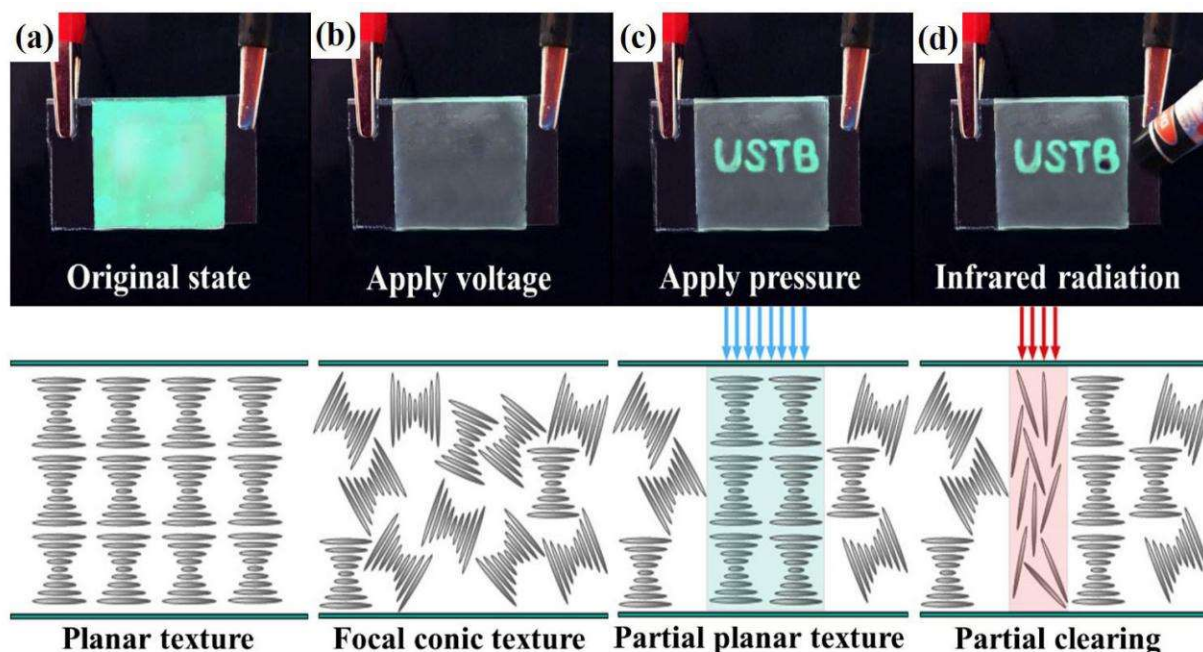 (a)
(b)
(c)
(d)
USTB
USTB
Original state
Apply voltage
Apply pressure
Infrared radiation
Planar texture
Focal conic texture
Partial planar texture
Partial clearing